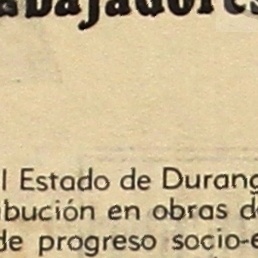 abajadores
l Estado de Durang
ibución en obras d
de progreso socio-e